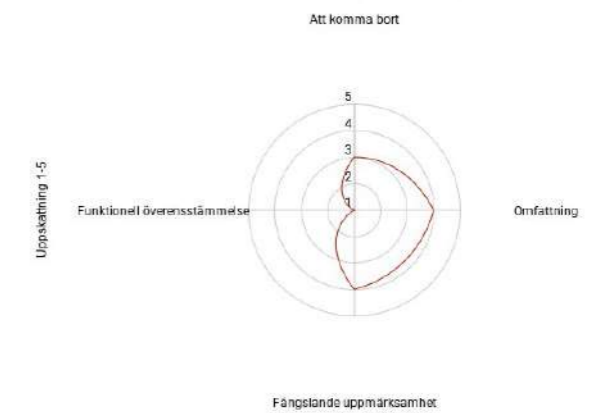 Att komma bort
5
4
3
2
1
Uppskattning 1-5
Funktionell överensstämmelse
Omfattning
Fängslande uppmärksamhet